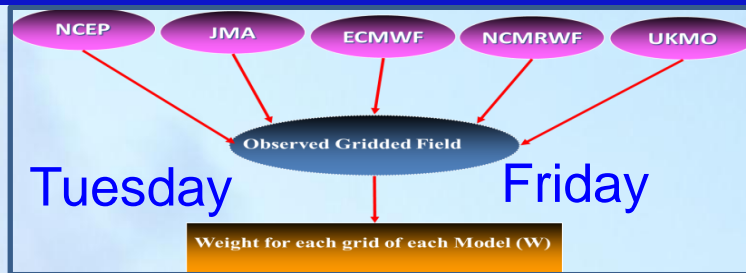 NCEP JMA ECMWF NCMRWF UKMO
Observed Gridded Field
Tuesday Friday
Weight for each grid of each Model (W)